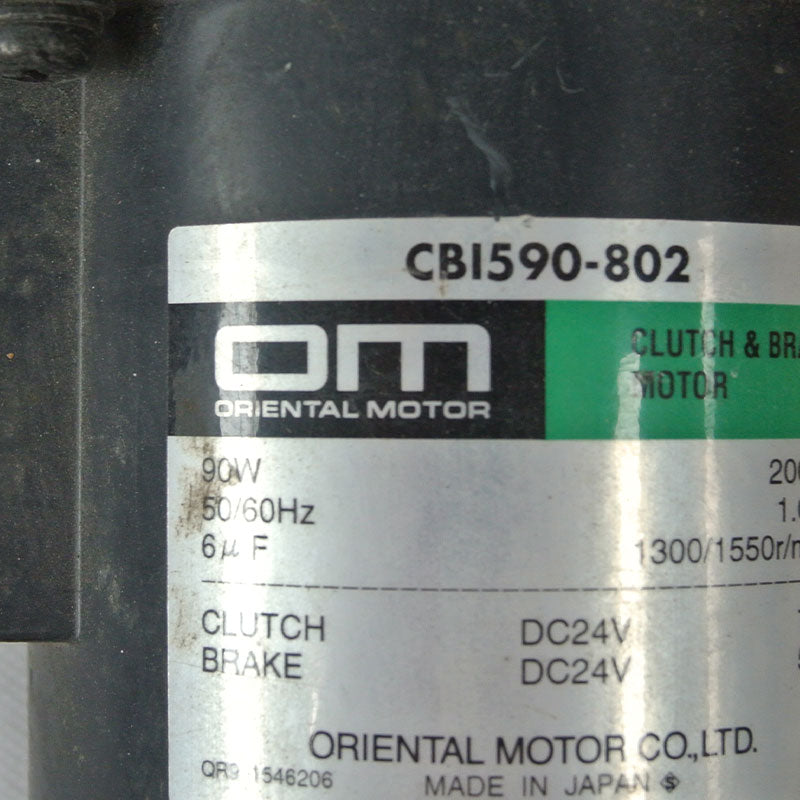 CBI590-802
OM
ORIENTAL MOTOR
CLUTCH &
MOTOR
90W
50/60Hz
6μF 1300/1550r/
CLUTCH DC24V
BRAKE DC24V
ORIENTAL MOTOR CO.,LTD.
QR9 1546206 MADE IN JAPAN